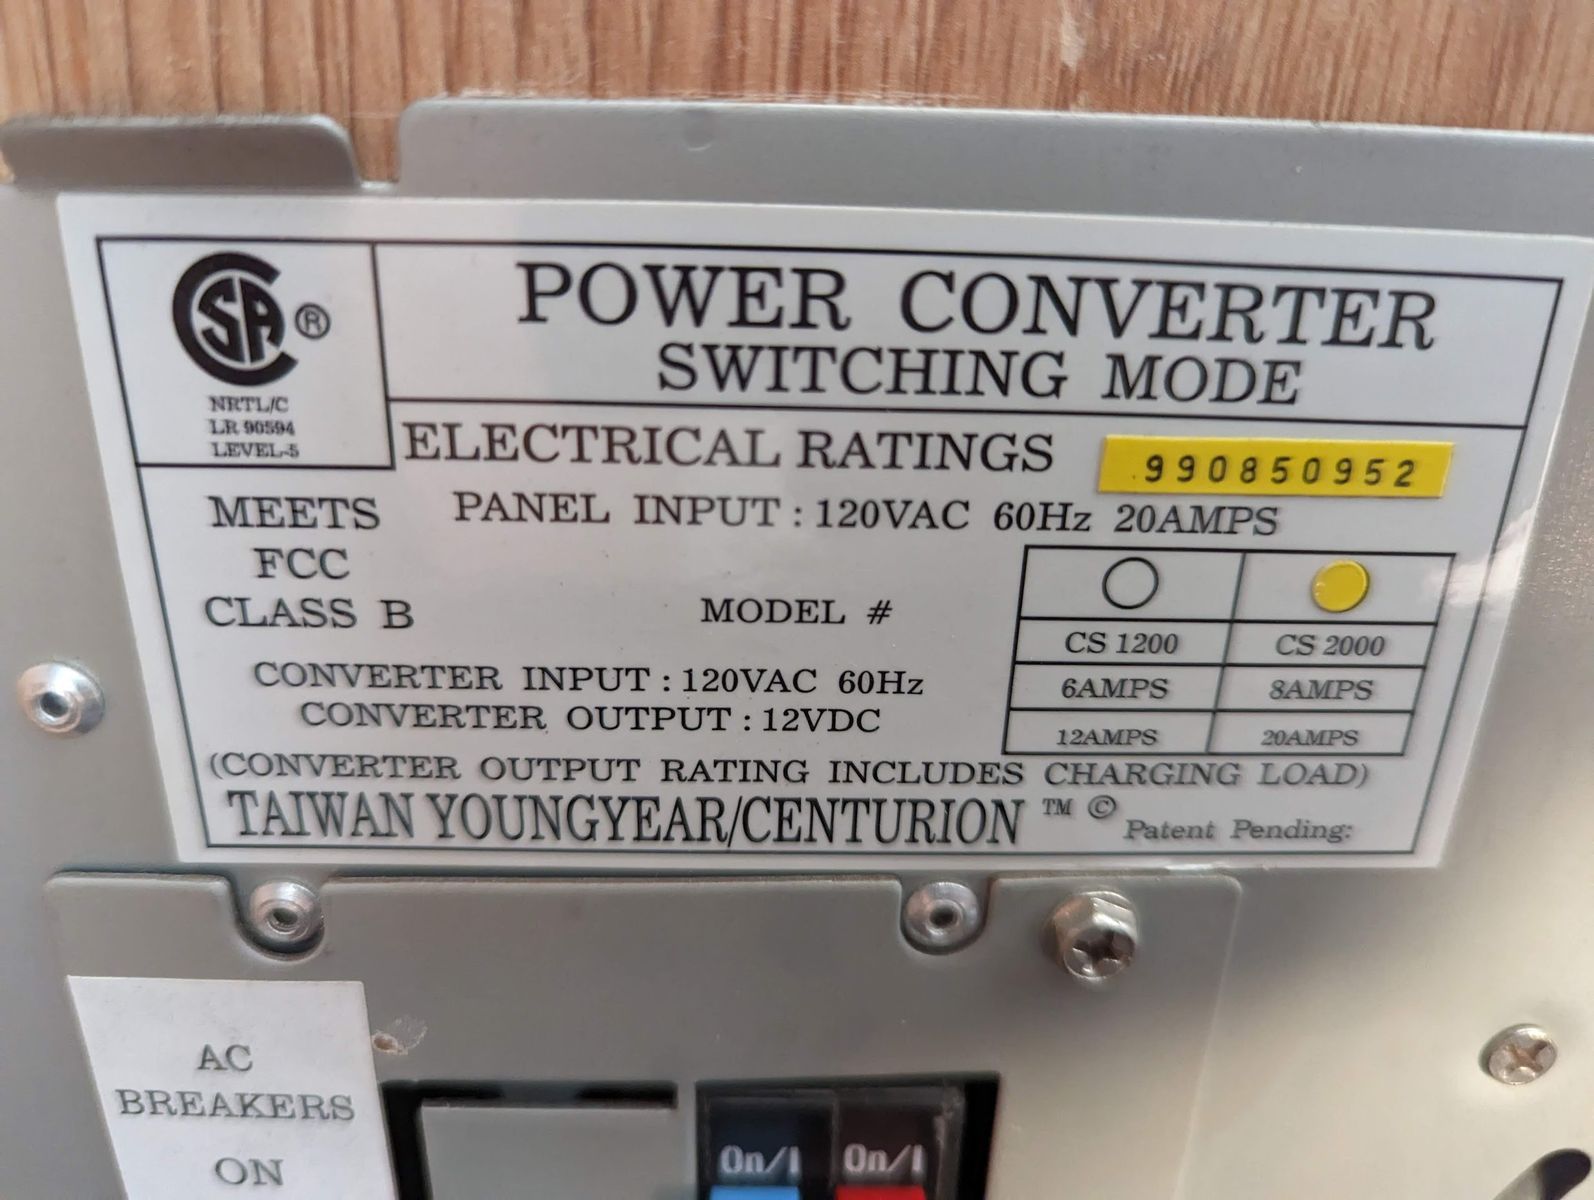 CSA ®
NRTL/C
LR 90594
LEVEL-5
POWER CONVERTER
SWITCHING MODE
ELECTRICAL RATINGS
990850952
MEETS
FCC
CLASS B
PANEL INPUT : 120VAC 60Hz 20AMPS
MODEL #
CS 1200 CS 2000
CONVERTER INPUT : 120VAC 60Hz 6AMPS 8AMPS
CONVERTER OUTPUT : 12VDC 12AMPS 20AMPS
(CONVERTER OUTPUT RATING INCLUDES CHARGING LOAD)
TAIWAN YOUNGYEAR/CENTURION ™ © Patent Pending:
AC
BREAKERS
ON
On/I On/I